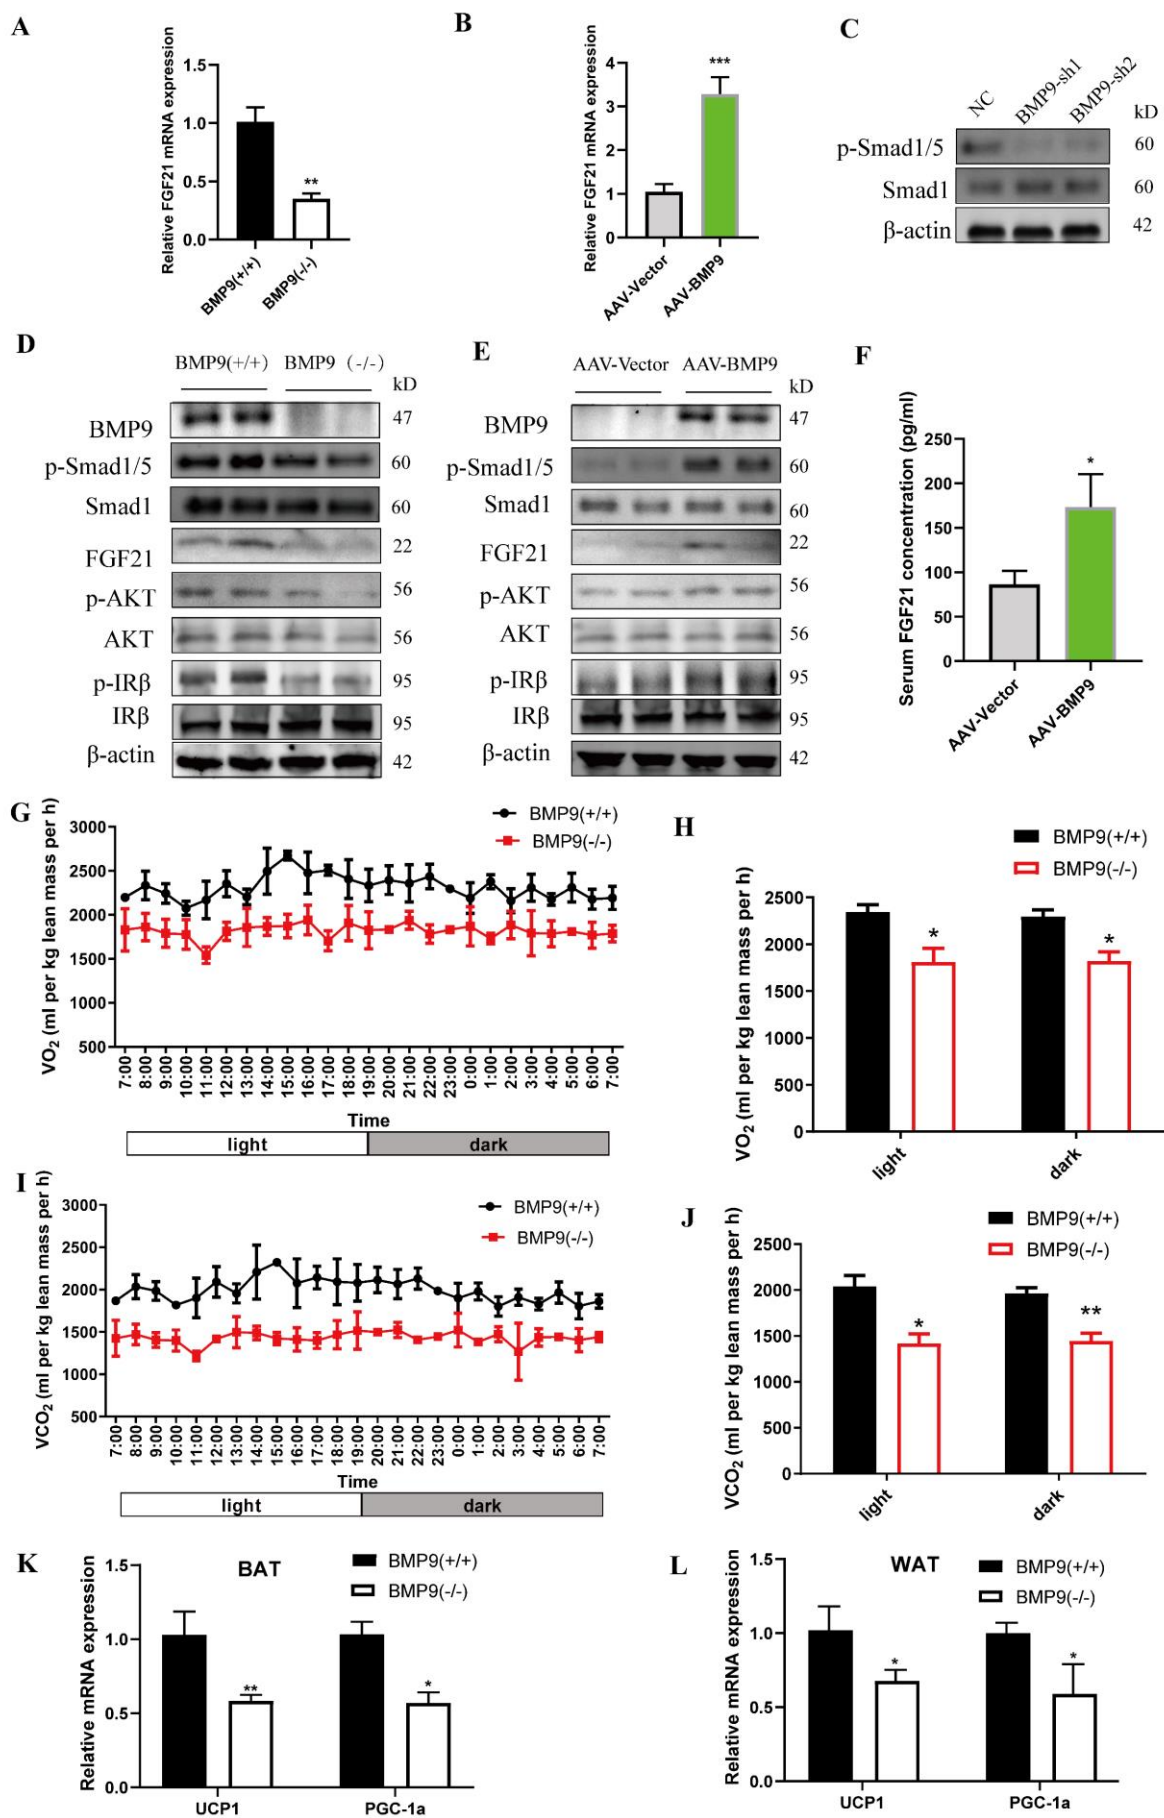 A
Relative FGF21 mRNA expression
1.5
1.0
0.5
0.0
**
BMP9(+/+)
BMP9(-/-)
B
Relative FGF21 mRNA expression
4
3
2
1
0
***
AAV-Vector
AAV-BMP9
C
NC
BMP9-sh1
BMP9-sh2
kD
p-Smad1/5
60
Smad1
60
β-actin
42
D
BMP9(+/+) BMP9 (-/-)
kD
BMP9
47
p-Smad1/5
60
Smad1
60
FGF21
22
p-AKT
56
AKT
56
p-IRβ
95
IRβ
95
β-actin
42
E
AAV-Vector AAV-BMP9
kD
BMP9
47
p-Smad1/5
60
Smad1
60
FGF21
22
p-AKT
56
AKT
56
p-IRβ
95
IRβ
95
β-actin
42
F
Serum FGF21 concentration (pg/ml)
250
200
150
100
50
0
*
AAV-Vector
AAV-BMP9
G
VO2 (ml per kg lean mass per h)
3000
2500
2000
1500
1000
500
BMP9(+/+)
BMP9(-/-)
7:00
8:00
9:00
10:00
11:00
12:00
13:00
14:00
15:00
16:00
17:00
18:00
19:00
20:00
21:00
22:00
23:00
0:00
1:00
2:00
3:00
4:00
5:00
6:00
7:00
Time
light
dark
H
VO2 (ml per kg lean mass per h)
2500
2000
1500
1000
500
0
BMP9(+/+)
BMP9(-/-)
*
*
light
dark
I
VCO2 (ml per kg lean mass per h)
3000
2500
2000
1500
1000
500
BMP9(+/+)
BMP9(-/-)
7:00
8:00
9:00
10:00
11:00
12:00
13:00
14:00
15:00
16:00
17:00
18:00
19:00
20:00
21:00
22:00
23:00
0:00
1:00
2:00
3:00
4:00
5:00
6:00
7:00
Time
light
dark
J
VCO2 (ml per kg lean mass per h)
2500
2000
1500
1000
500
0
BMP9(+/+)
BMP9(-/-)
*
**
light
dark
K
Relative mRNA expression
1.5
1.0
0.5
0.0
BAT
BMP9(+/+)
BMP9(-/-)
**
*
UCP1
PGC-1a
L
Relative mRNA expression
1.5
1.0
0.5
0.0
WAT
BMP9(+/+)
BMP9(-/-)
*
*
UCP1
PGC-1a